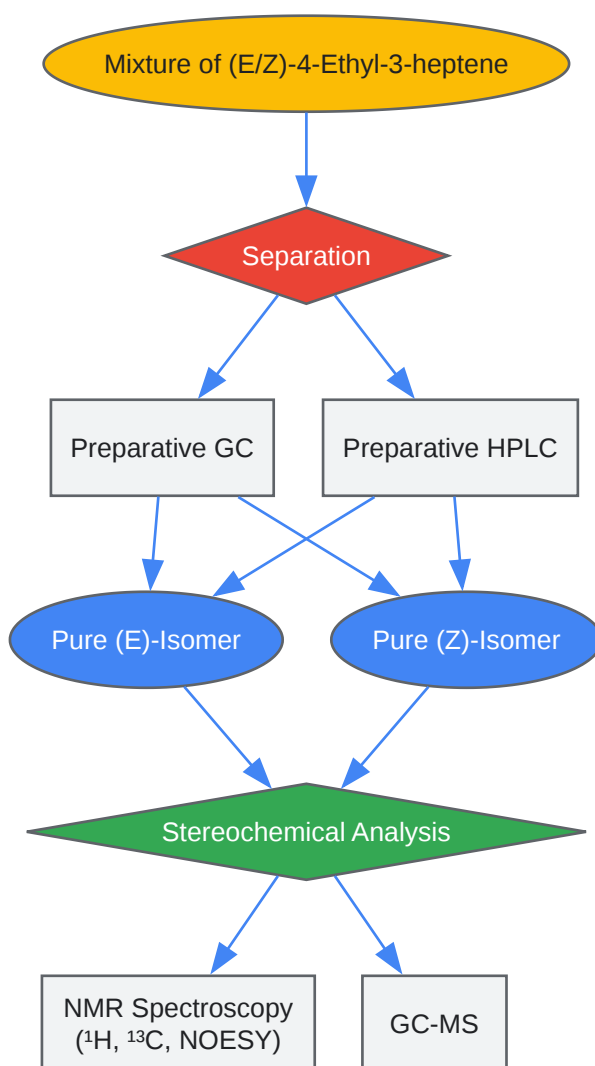 Mixture of (E/Z)-4-Ethyl-3-heptene
Separation
Preparative GC
Preparative HPLC
Pure (E)-Isomer
Pure (Z)-Isomer
Stereochemical Analysis
NMR Spectroscopy
(¹H, ¹³C, NOESY)
GC-MS